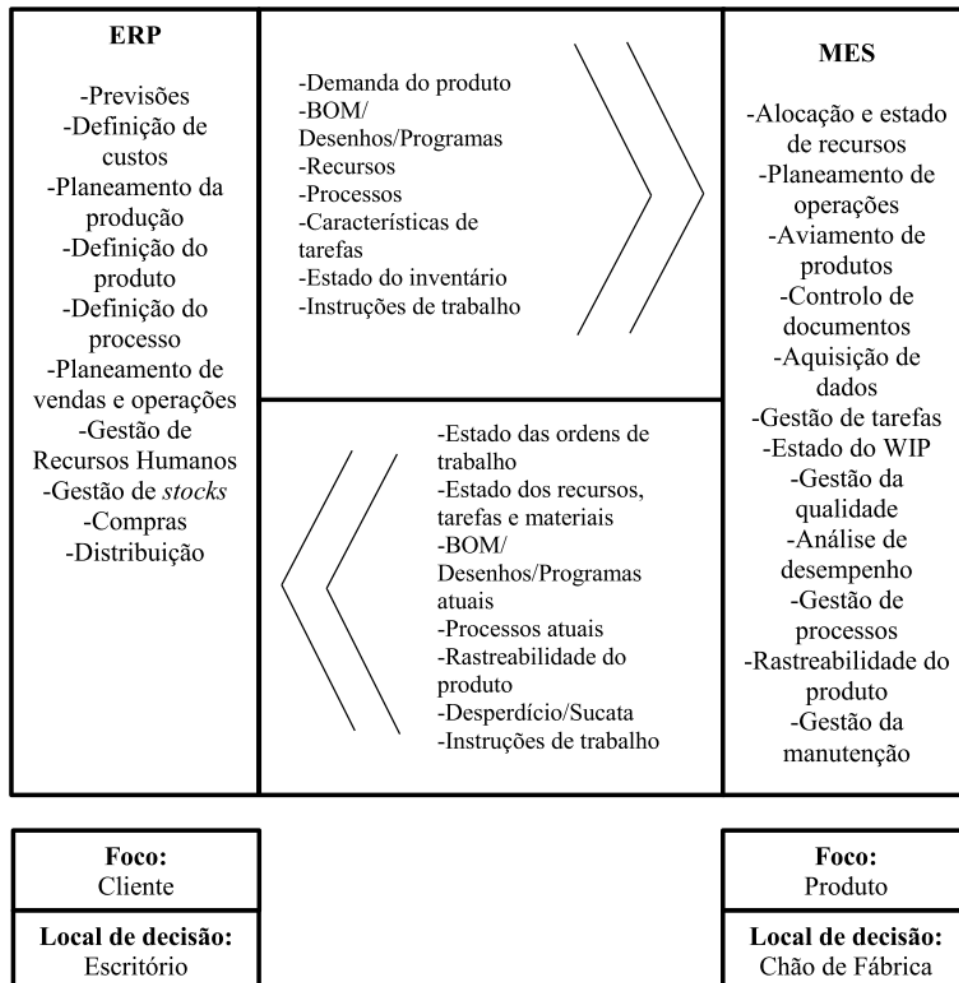 ERP
-Previsões
-Definição de
custos
-Planeamento da
produção
-Definição do
produto
-Definição do
processo
-Planeamento de
vendas e operações
-Gestão de
Recursos Humanos
-Gestão de stocks
-Compras
-Distribuição
-Demanda do produto
-BOM/
Desenhos/Programas
-Recursos
-Processos
-Características de
tarefas
-Estado do inventário
-Instruções de trabalho
-Estado das ordens de
trabalho
-Estado dos recursos,
tarefas e materiais
-BOM/
Desenhos/Programas
atuais
-Processos atuais
-Rastreabilidade do
produto
-Desperdício/Sucata
-Instruções de trabalho
MES
-Alocação e estado
de recursos
-Planeamento de
operações
-Aviamento de
produtos
-Controlo de
documentos
-Aquisição de
dados
-Gestão de tarefas
-Estado do WIP
-Gestão da
qualidade
-Análise de
desempenho
-Gestão de
processos
-Rastreabilidade do
produto
-Gestão da
manutenção
Foco:
Cliente
Local de decisão:
Escritório
Foco:
Produto
Local de decisão:
Chão de Fábrica